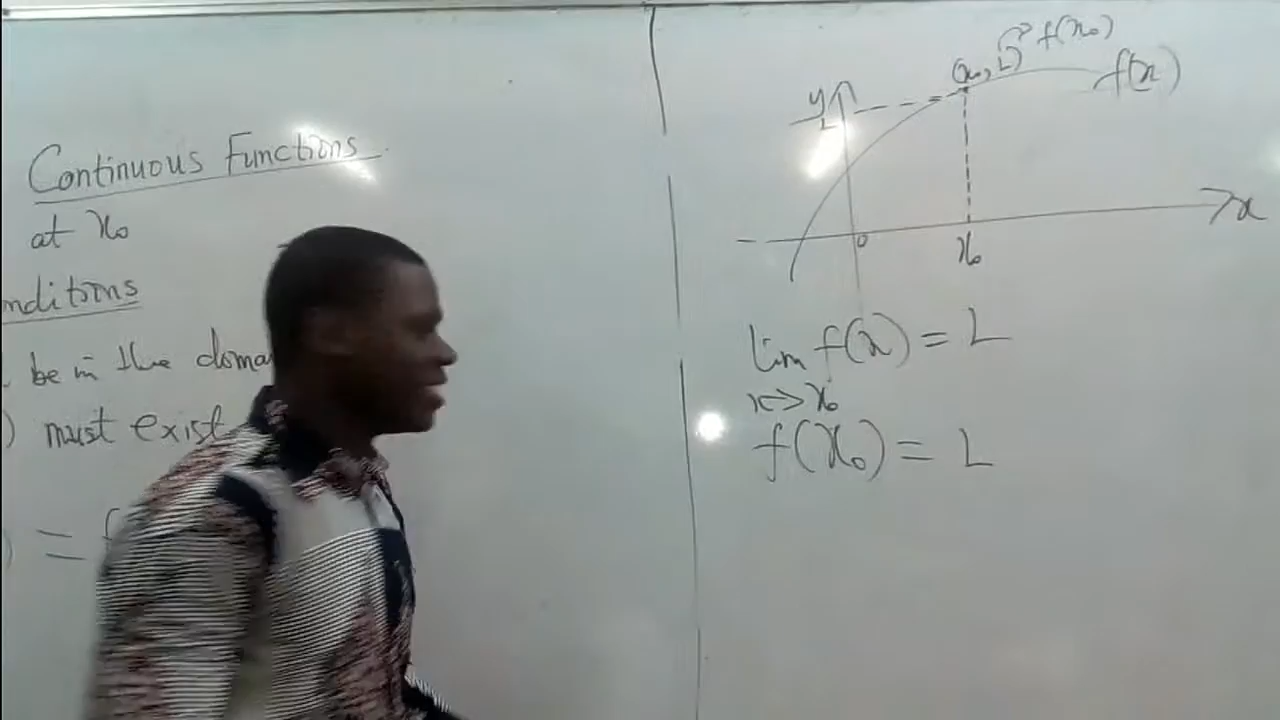 Continuous Functions
at x₀
nditions
be in the doma
) must exist
) = f
y
L
(x₀, L) → f(x₀)
f(x)
0
x₀
x
lim f(x) = L
x→x₀
f(x₀) = L